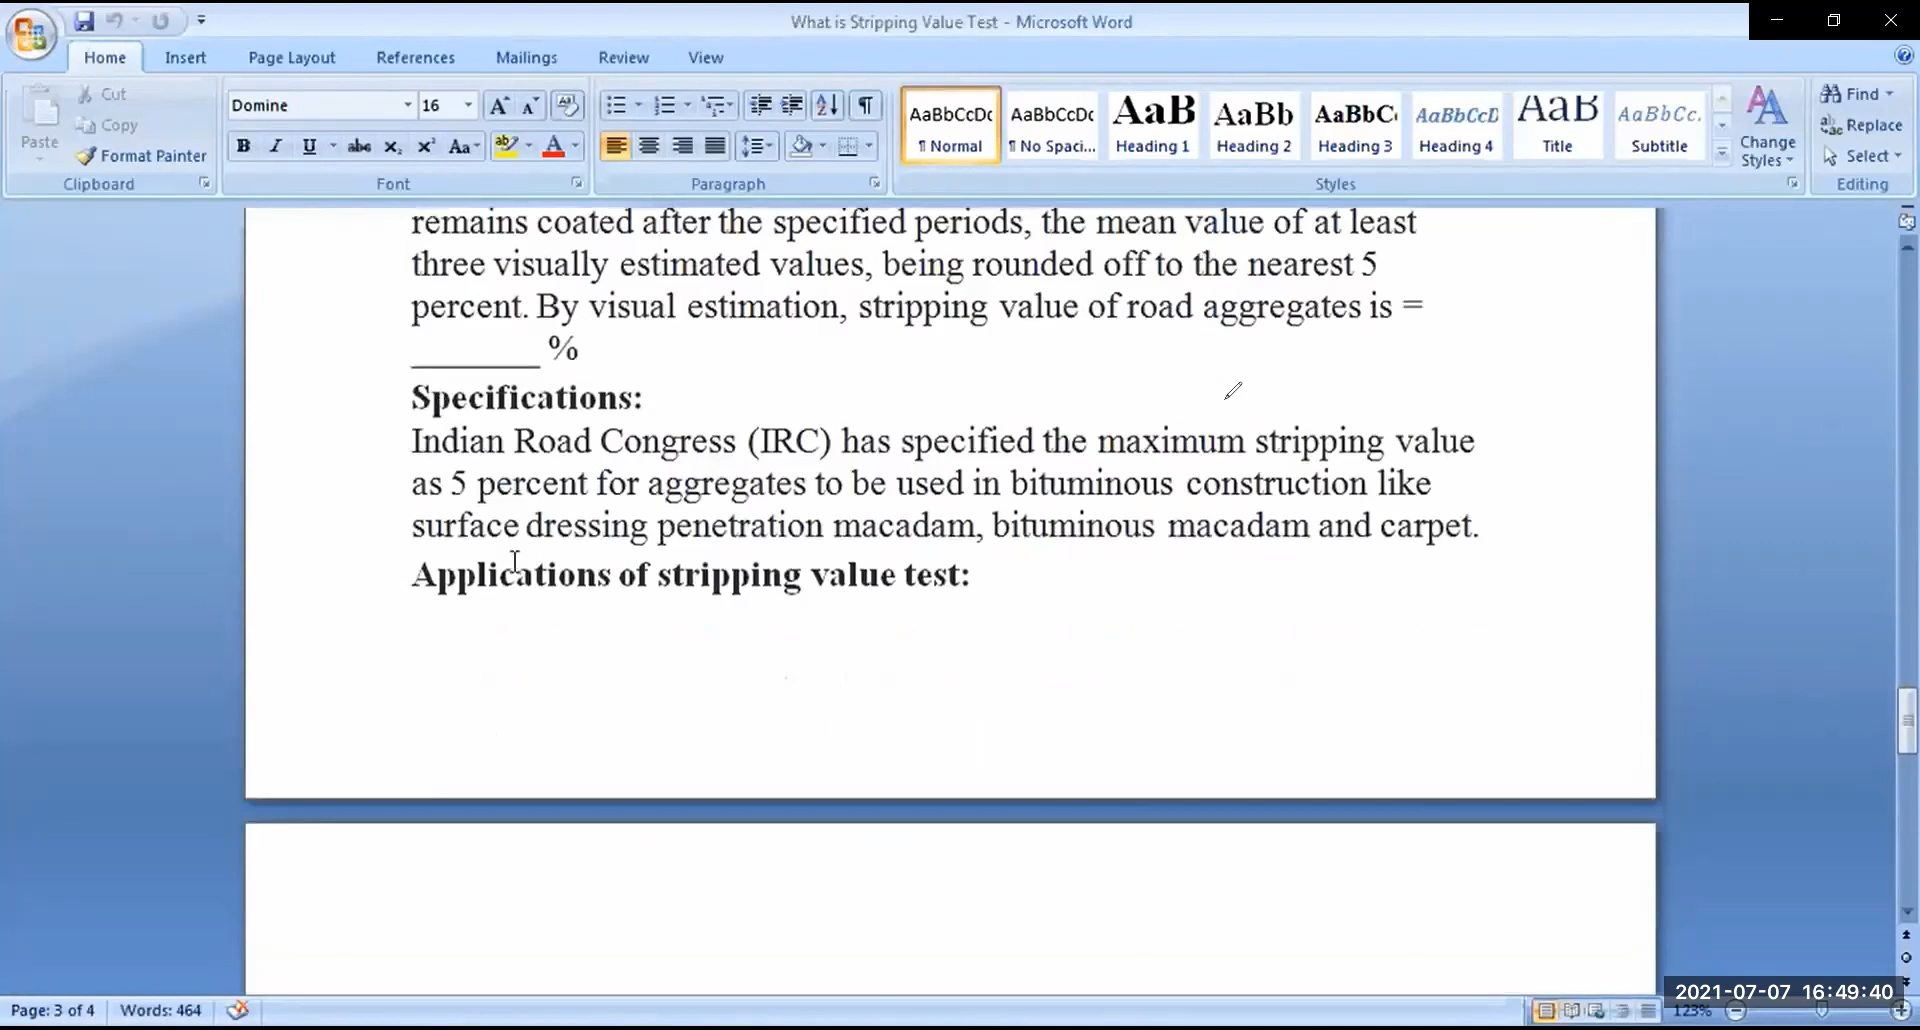 What is Stripping Value Test - Microsoft Word
Home Insert Page Layout References Mailings Review View
Paste
Cut
Copy
Format Painter
Clipboard
Domine 16
B I U abc x₂ x² Aa
Font
Paragraph
AaBbCcDc AaBbCcDc AaB AaBb AaBbC AaBbCcD AaB AaBbCc.
¶ Normal ¶ No Spaci... Heading 1 Heading 2 Heading 3 Heading 4 Title Subtitle
Change
Styles
Styles
Find
Replace
Select
Editing
remains coated after the specified periods, the mean value of at least
three visually estimated values, being rounded off to the nearest 5
percent. By visual estimation, stripping value of road aggregates is =
________ %
Specifications:
Indian Road Congress (IRC) has specified the maximum stripping value
as 5 percent for aggregates to be used in bituminous construction like
surface dressing penetration macadam, bituminous macadam and carpet.
Applications of stripping value test:
2021-07-07 16:49:40
Page: 3 of 4 Words: 464 123%